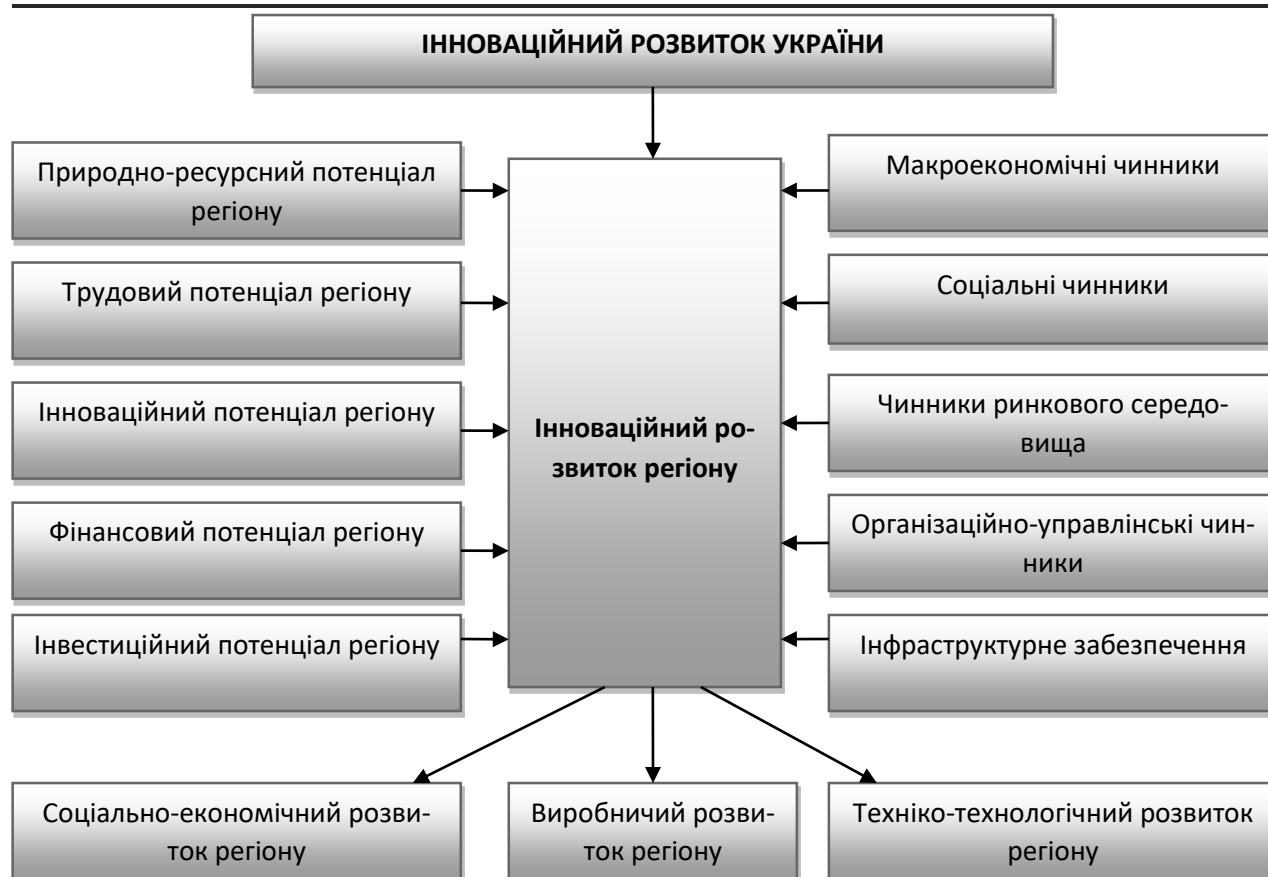 ІННОВАЦІЙНИЙ РОЗВИТОК УКРАЇНИ
Природно-ресурсний потенціал
регіону
Трудовий потенціал регіону
Інноваційний потенціал регіону
Фінансовий потенціал регіону
Інвестиційний потенціал регіону
Інноваційний ро-
звиток регіону
Макроекономічні чинники
Соціальні чинники
Чинники ринкового середо-
вища
Організаційно-управлінські чин-
ники
Інфраструктурне забезпечення
Соціально-економічний розви-
ток регіону
Виробничий розви-
ток регіону
Техніко-технологічний розвиток
регіону